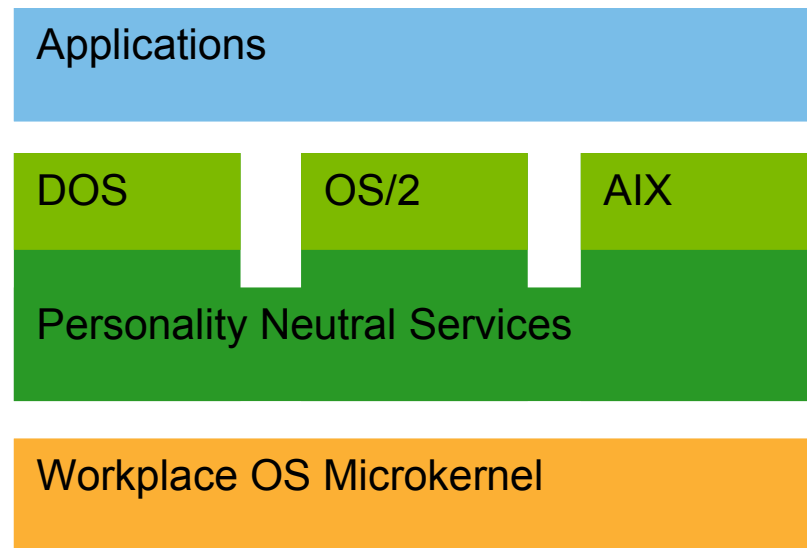 Applications
DOS OS/2 AIX
Personality Neutral Services
Workplace OS Microkernel